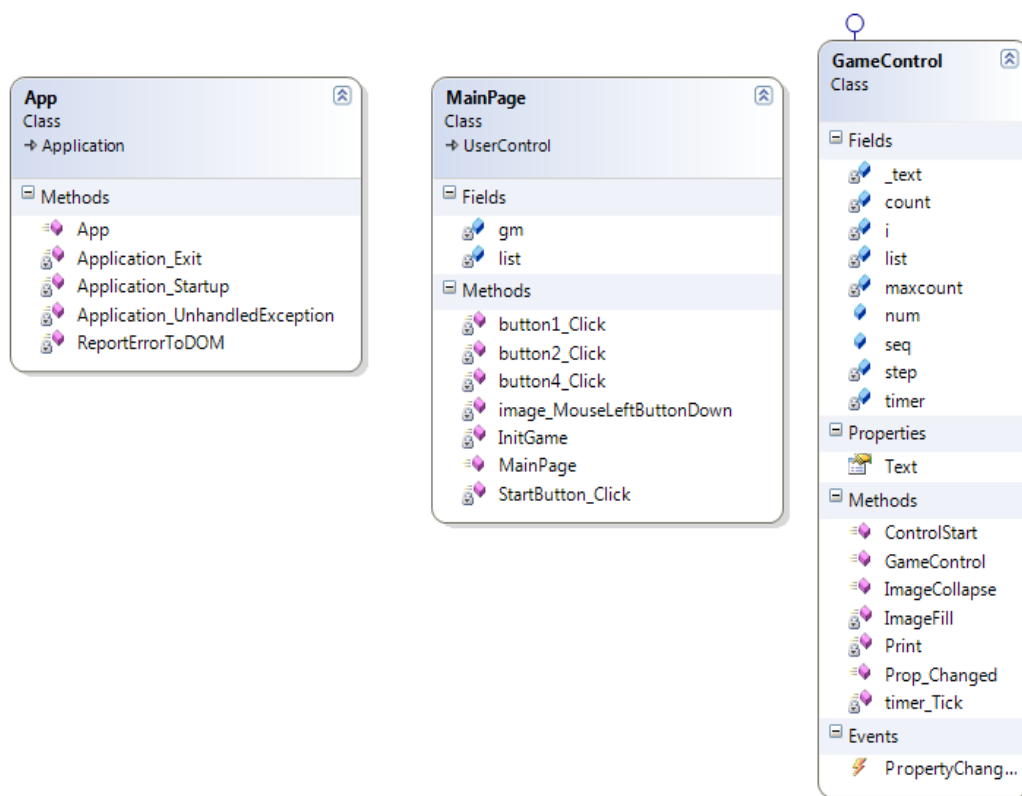 App
Class
Application
Methods
App
Application_Exit
Application_Startup
Application_UnhandledException
ReportErrorToDOM
MainPage
Class
UserControl
Fields
gm
list
Methods
button1_Click
button2_Click
button4_Click
image_MouseLeftButtonDown
InitGame
MainPage
StartButton_Click
GameControl
Class
Fields
_text
count
i
list
maxcount
num
seq
step
timer
Properties
Text
Methods
ControlStart
GameControl
ImageCollapse
ImageFill
Print
Prop_Changed
timer_Tick
Events
PropertyChang...